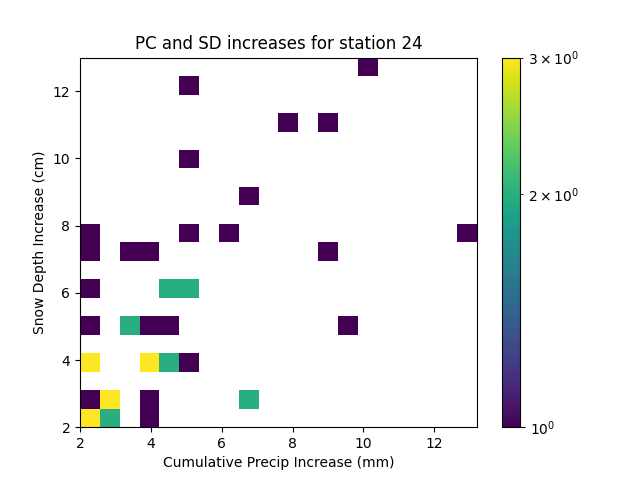 PC and SD increases for station 24
Snow Depth Increase (cm)
12
10
8
6
4
2
2 4 6 8 10 12
Cumulative Precip Increase (mm)
3 × 10⁰
2 × 10⁰
10⁰